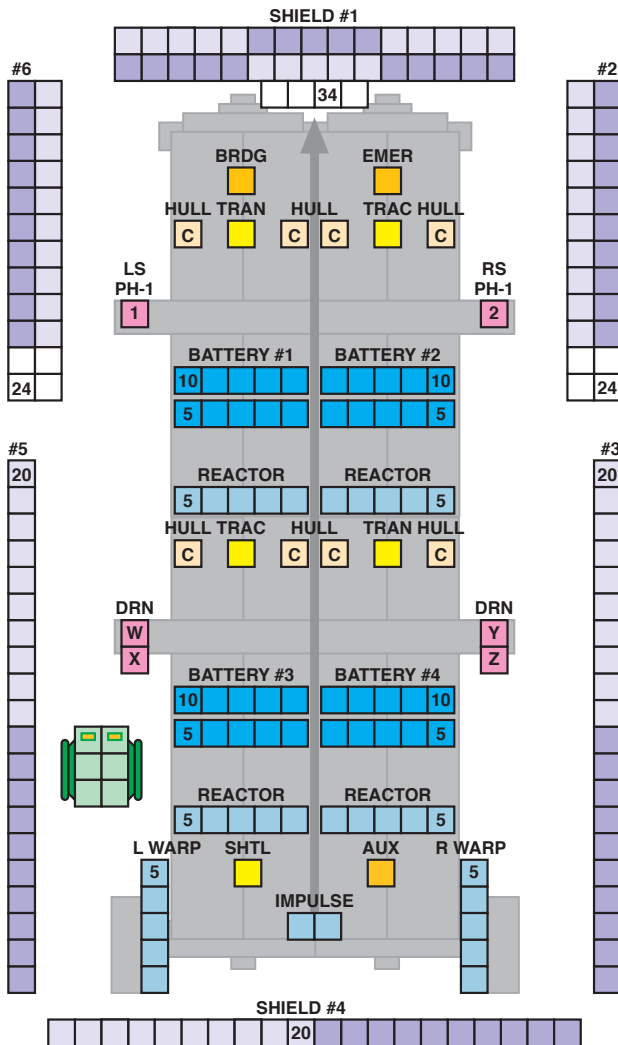 SHIELD #1
#6
#2
34
BRDG EMER
HULL TRAN HULL TRAC HULL
C C C C
LS RS
PH-1 PH-1
1 2
BATTERY #1 BATTERY #2
10 10
24 24
5 5
#5 #3
20 REACTOR REACTOR 20
5 5
HULL TRAC HULL TRAN HULL
C C C C
DRN DRN
W Y
X Z
BATTERY #3 BATTERY #4
10 10
5 5
REACTOR REACTOR
5 5
L WARP SHTL AUX R WARP
5 5
IMPULSE
SHIELD #4
20